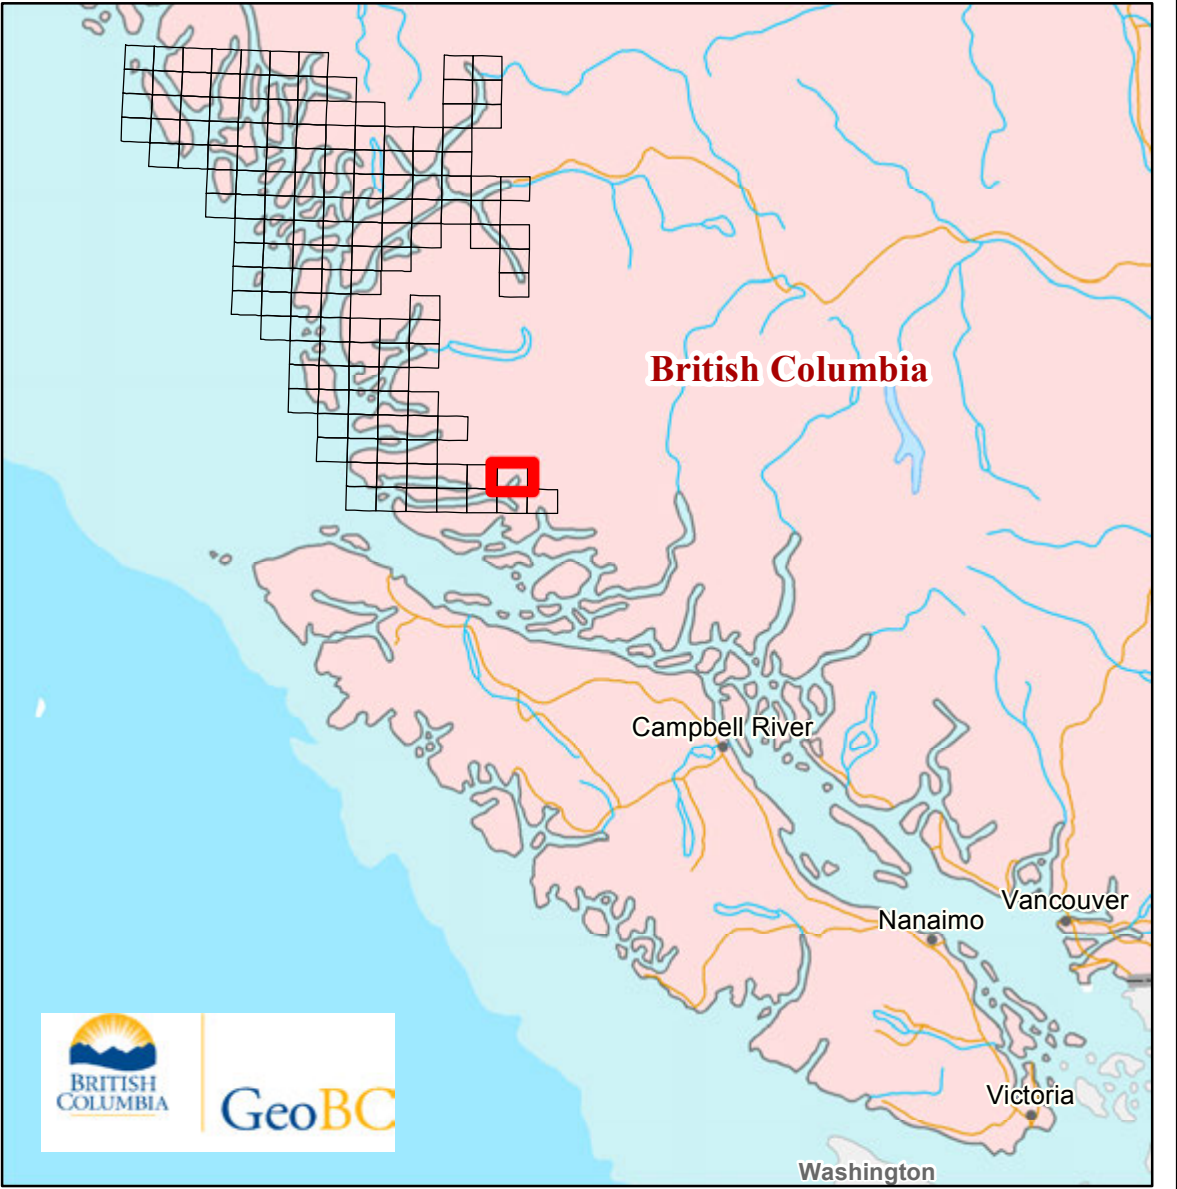 British Columbia
Campbell River
Vancouver
Nanaimo
BRITISH
COLUMBIA
GeoBC
Victoria
Washington